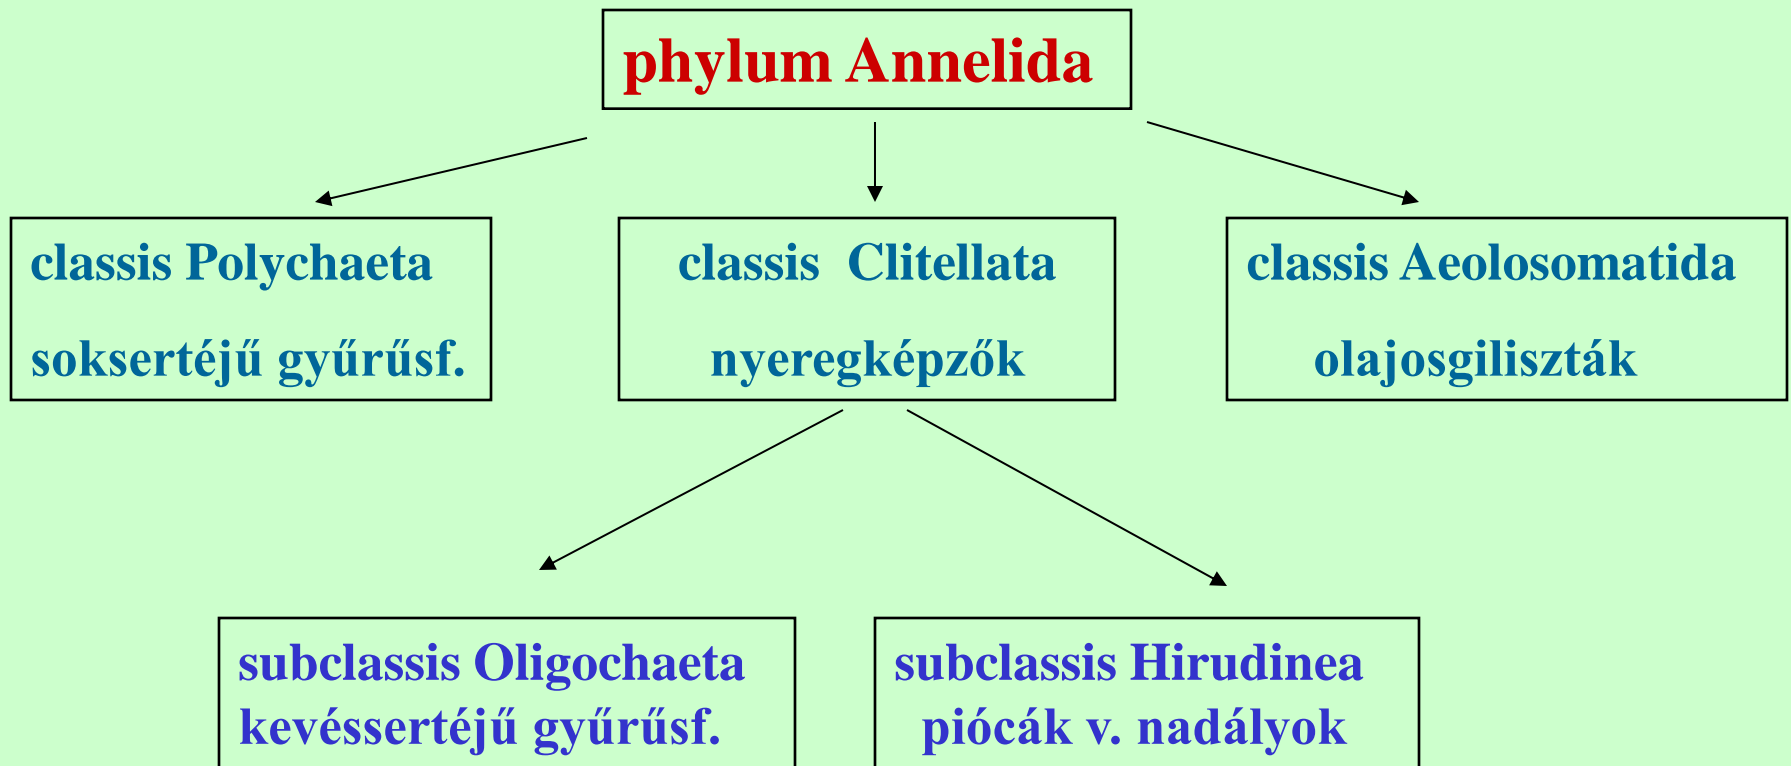 phylum Annelida
classis Polychaeta
soksertéjű gyűrűsf.
classis Clitellata
nyeregképzők
classis Aeolosomatida
olajosgiliszták
subclassis Oligochaeta
kevéssertéjű gyűrűsf.
subclassis Hirudinea
piócák v. nadályok